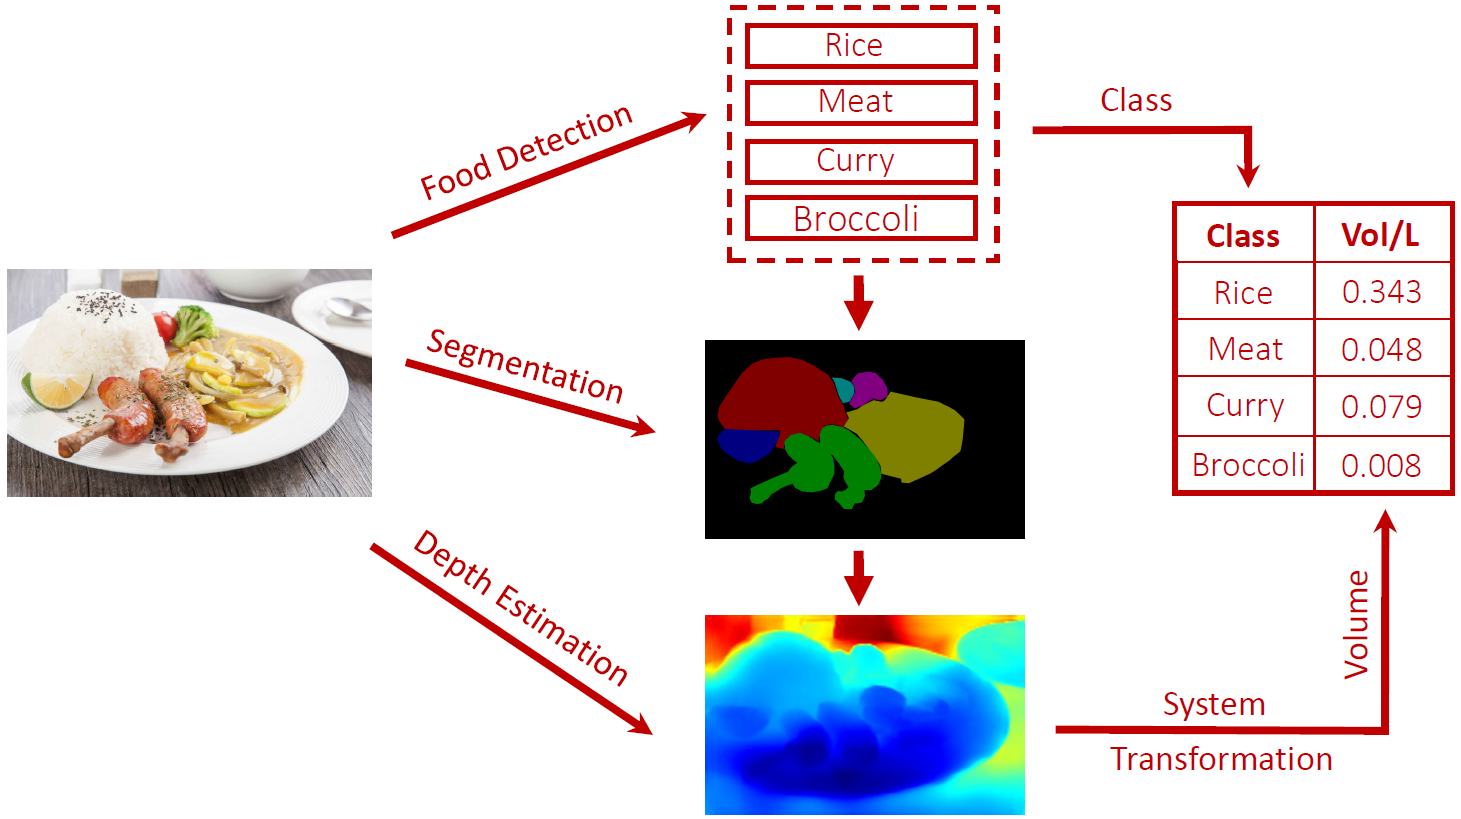 Rice
Meat
Curry
Broccoli
Food Detection
Segmentation
Depth Estimation
Class
Class Vol/L
Rice 0.343
Meat 0.048
Curry 0.079
Broccoli 0.008
Volume
System
Transformation